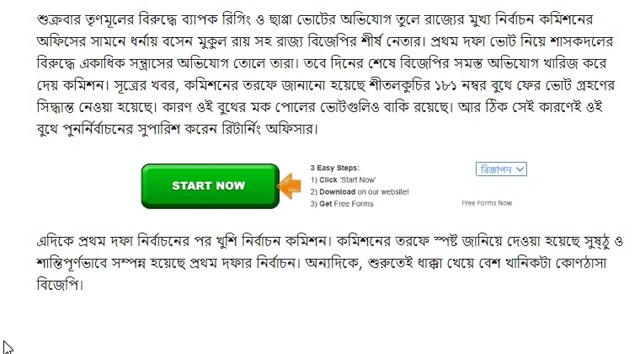 শুক্রবার তৃণমূলের বিরুদ্ধে ব্যাপক রিগিং ও ছাপ্পা ভোটের অভিযোগ তুলে রাজ্যের মুখ্য নির্বাচন কমিশনের
অফিসের সামনে ধর্নায় বসেন মুকুল রায় সহ রাজ্য বিজেপির শীর্ষ নেতারা। প্রথম দফা ভোট নিয়ে শাসকদলের
বিরুদ্ধে একাধিক সন্ত্রাসের অভিযোগ তোলে তারা। তবে দিনের শেষে বিজেপির সমস্ত অভিযোগ খারিজ করে
দেয় কমিশন। সূত্রের খবর, কমিশনের তরফে জানানো হয়েছে শীতলকুচির ১৮১ নম্বর বুথে ফের ভোট গ্রহণের
সিদ্ধান্ত নেওয়া হয়েছে। কারণ ওই বুথের মক পোলের ভোটগুলিও বাকি রয়েছে। আর ঠিক সেই কারণেই ওই
বুথে পুনর্নির্বাচনের সুপারিশ করেন রিটার্নিং অফিসার।
START NOW
3 Easy Steps:
1) Click 'Start Now'
2) Download on our website!
3) Get Free Forms
বিজ্ঞাপন
Free Forms Now
এদিকে প্রথম দফা নির্বাচনের পর খুশি নির্বাচন কমিশন। কমিশনের তরফে স্পষ্ট জানিয়ে দেওয়া হয়েছে সুষ্ঠু ও
শান্তিপূর্ণভাবে সম্পন্ন হয়েছে প্রথম দফার নির্বাচন। অন্যদিকে, শুরুতেই ধাক্কা খেয়ে বেশ খানিকটা কোণঠাসা
বিজেপি।